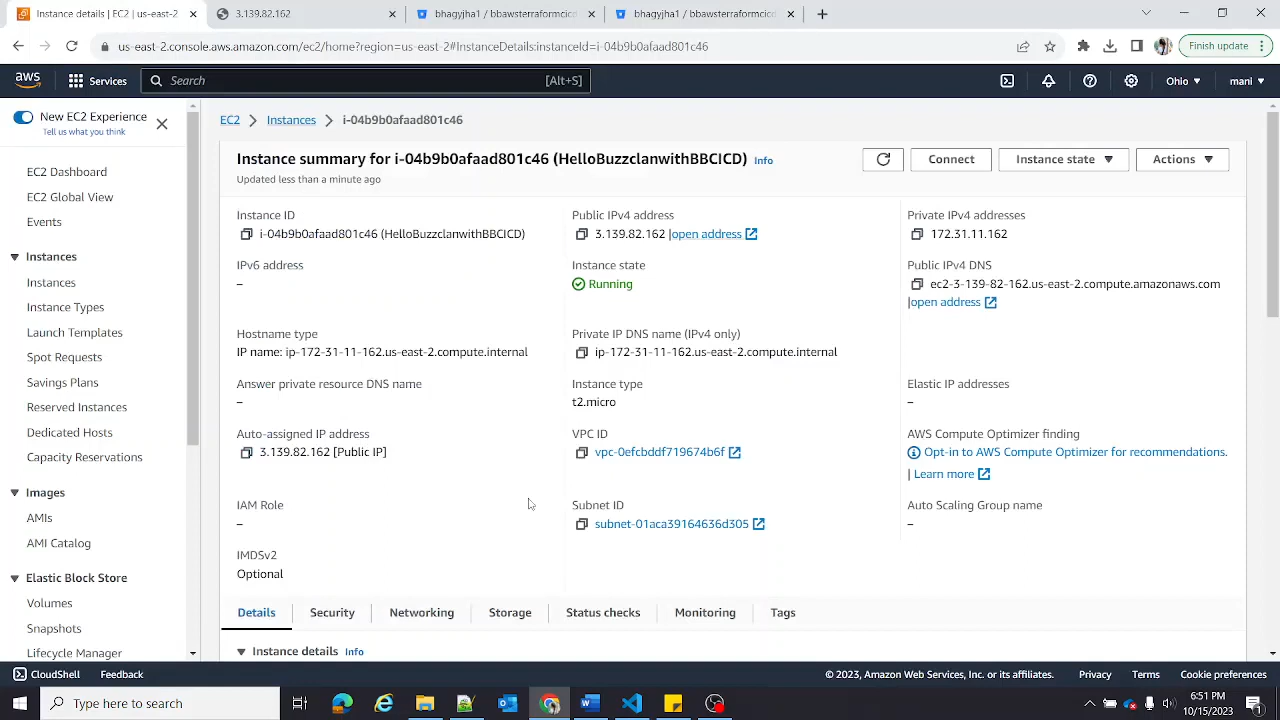 Instance details | EC2 | us-east-2
3.139.82.162
bhagyjha1 / bbawsterraformcicd
bhagyjha1 / bbawsterraformcicd
us-east-2.console.aws.amazon.com/ec2/home?region=us-east-2#InstanceDetails:instanceId=i-04b9b0afaad801c46
Finish update
aws
Services
Search
[Alt+S]
Ohio
mani
New EC2 Experience
Tell us what you think
EC2 Dashboard
EC2 Global View
Events
Instances
Instances
Instance Types
Launch Templates
Spot Requests
Savings Plans
Reserved Instances
Dedicated Hosts
Capacity Reservations
Images
AMIs
AMI Catalog
Elastic Block Store
Volumes
Snapshots
Lifecycle Manager
EC2 > Instances > i-04b9b0afaad801c46
Instance summary for i-04b9b0afaad801c46 (HelloBuzzclanwithBBCICD) Info
Updated less than a minute ago
Connect
Instance state
Actions
Instance ID
i-04b9b0afaad801c46 (HelloBuzzclanwithBBCICD)
Public IPv4 address
3.139.82.162 |open address
Private IPv4 addresses
172.31.11.162
IPv6 address
–
Instance state
Running
Public IPv4 DNS
ec2-3-139-82-162.us-east-2.compute.amazonaws.com
|open address
Hostname type
IP name: ip-172-31-11-162.us-east-2.compute.internal
Private IP DNS name (IPv4 only)
ip-172-31-11-162.us-east-2.compute.internal
Answer private resource DNS name
–
Instance type
t2.micro
Elastic IP addresses
–
Auto-assigned IP address
3.139.82.162 [Public IP]
VPC ID
vpc-0efcbddf719674b6f
AWS Compute Optimizer finding
Opt-in to AWS Compute Optimizer for recommendations.
| Learn more
IAM Role
–
Subnet ID
subnet-01aca39164636d305
Auto Scaling Group name
–
IMDSv2
Optional
Details
Security
Networking
Storage
Status checks
Monitoring
Tags
Instance details Info
CloudShell
Feedback
© 2023, Amazon Web Services, Inc. or its affiliates.
Privacy
Terms
Cookie preferences
Type here to search
6:51 PM
10/15/2023